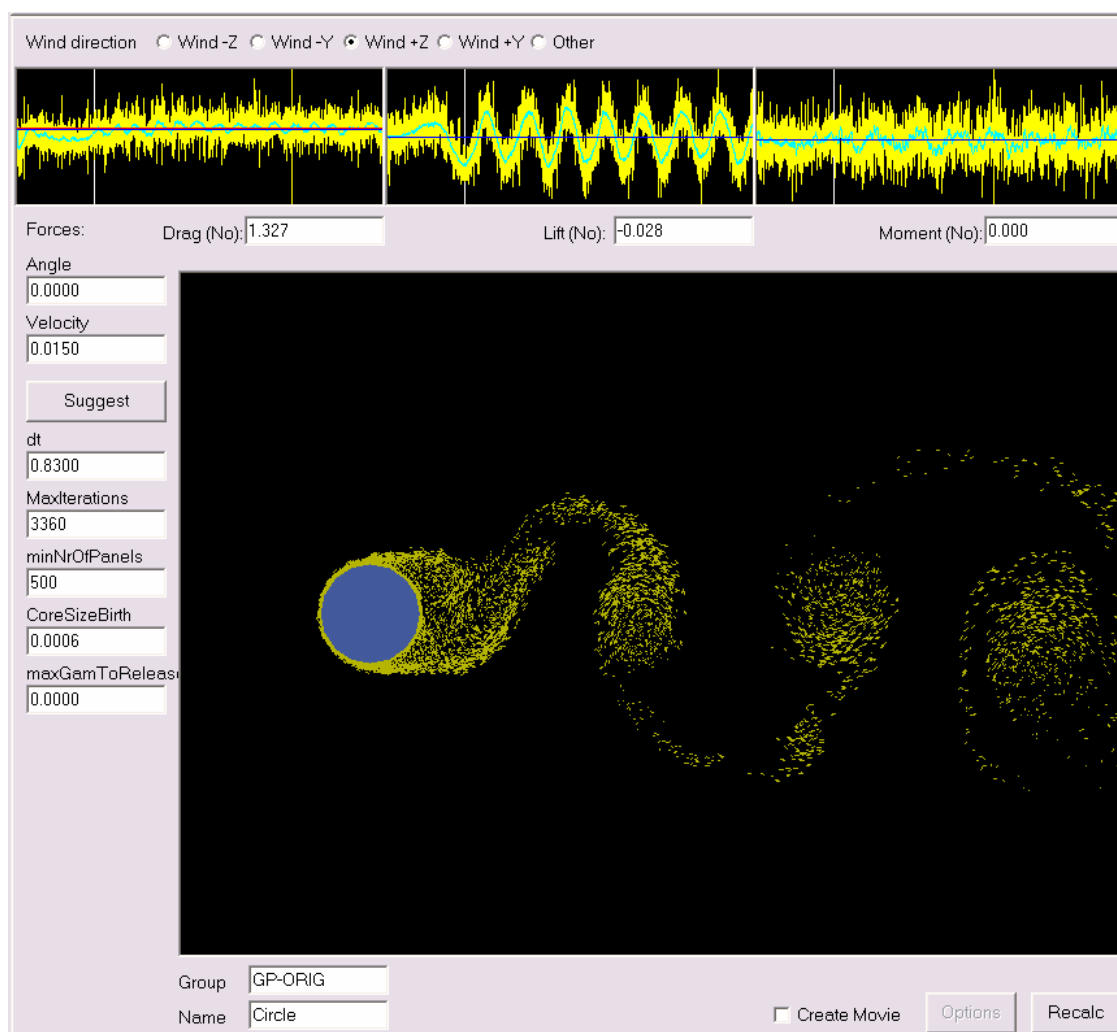 Wind direction Wind -Z Wind -Y Wind +Z Wind +Y Other
Forces: Drag (No): 1.327 Lift (No): -0.028 Moment (No): 0.000
Angle
0.0000
Velocity
0.0150
Suggest
dt
0.8300
MaxIterations
3360
minNrOfPanels
500
CoreSizeBirth
0.0006
maxGamToRelease
0.0000
Group GP-ORIG
Name Circle
Create Movie Options Recalc